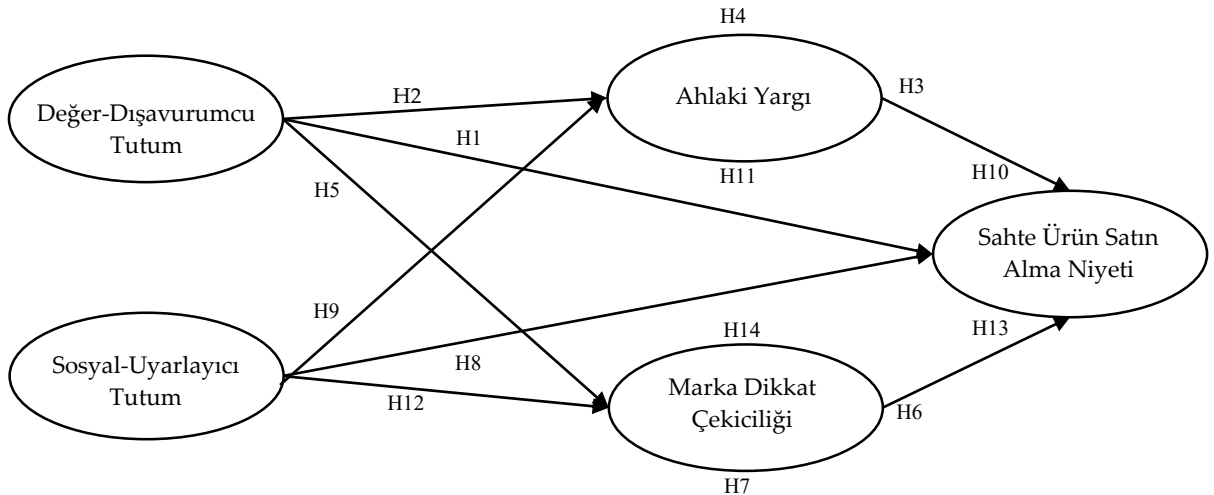 H4
Değer-Dışavurumcu
Tutum
H2
Ahlaki Yargı
H3
H1
H5
H11
H10
Sahte Ürün Satın
Alma Niyeti
H9
Sosyal-Uyarlayıcı
Tutum
H8
H12
H14
H13
Marka Dikkat
Çekiciliği
H6
H7